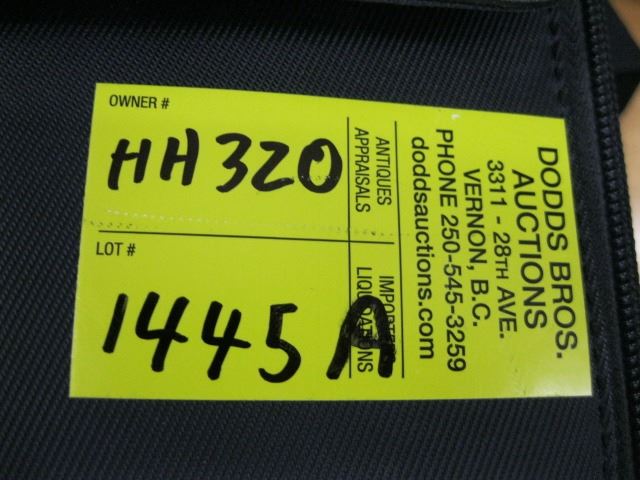 OWNER #
HH320
LOT #
1445A
ANTIQUES
APPRAISALS
IMPORTED
LIQUIDATIONS
DODDS BROS.
AUCTIONS
3311 - 28TH AVE.
VERNON, B.C.
PHONE 250-545-3259
doddsauctions.com